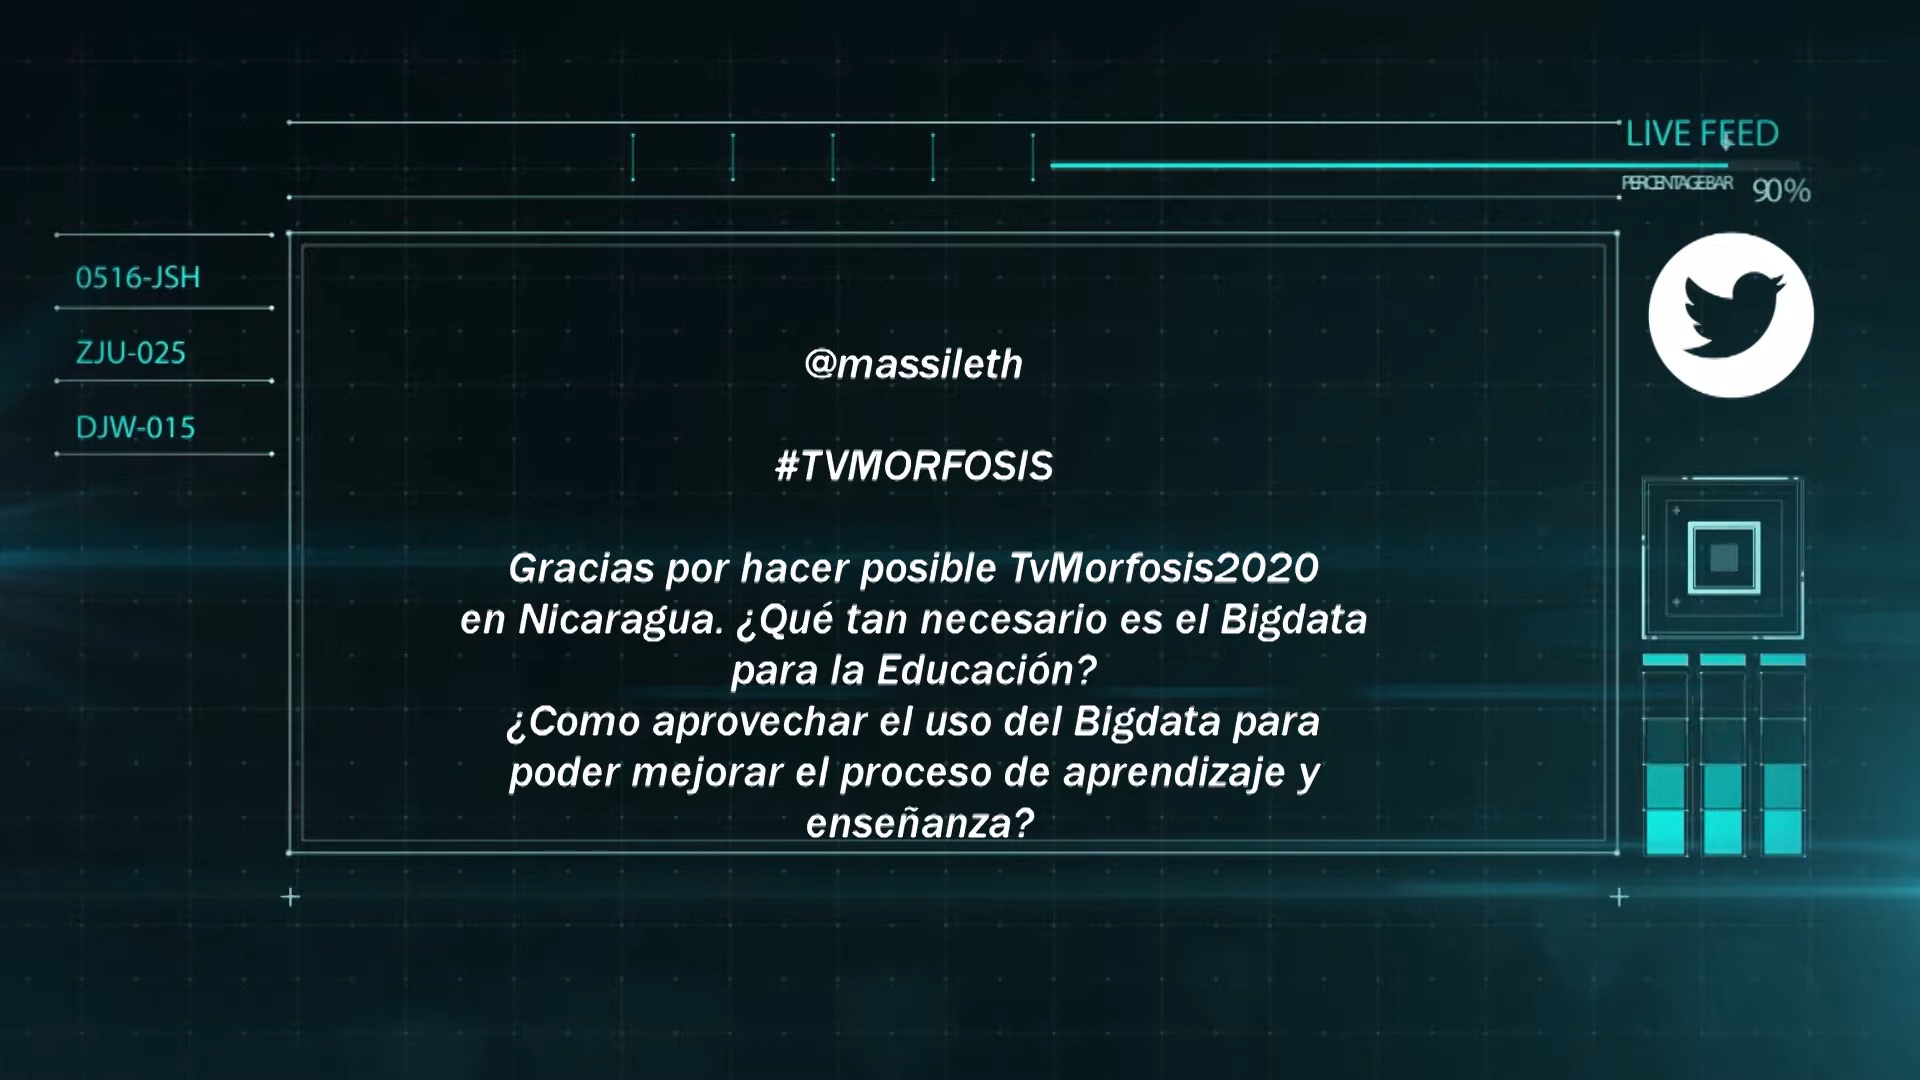 LIVE FEED
PERCENTAGE BAR
90%
0516-JSH
ZJU-025
DJW-015
@massileth
#TVMORFOSIS
Gracias por hacer posible TvMorfosis2020
en Nicaragua. ¿Qué tan necesario es el Bigdata
para la Educación?
¿Como aprovechar el uso del Bigdata para
poder mejorar el proceso de aprendizaje y
enseñanza?